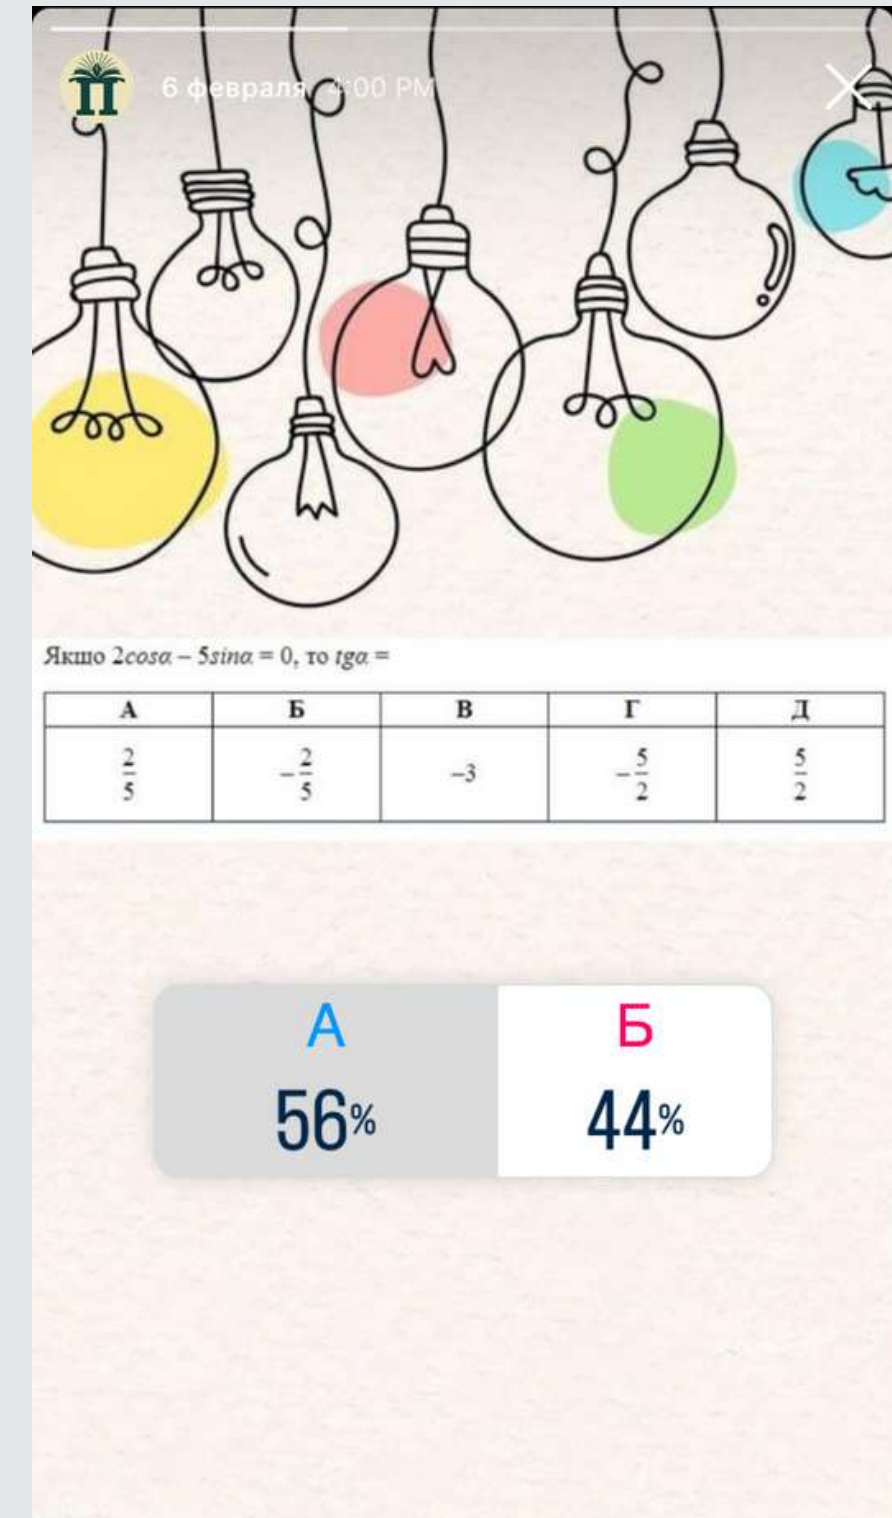 П
6 февраля 4:00 PM
Якщо 2cosα – 5sinα = 0, то tgα =
А Б В Г Д
2/5 –2/5 –3 –5/2 5/2
А Б
56% 44%